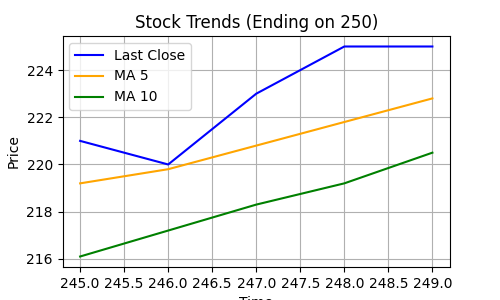 Stock Trends (Ending on 250)
Last Close
MA 5
MA 10
Price
224
222
220
218
216
245.0 245.5 246.0 246.5 247.0 247.5 248.0 248.5 249.0
Time